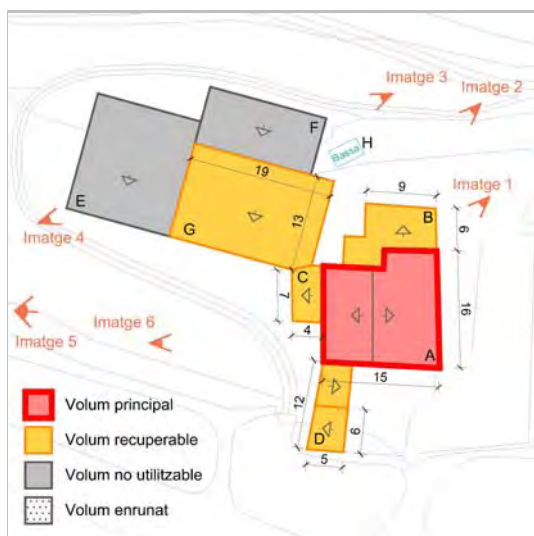 Imatge 3
Imatge 2
F
H
Bassa
19
E
G
13
9
Imatge 1
B
6
Imatge 4
C
7
4
16
A
15
Imatge 6
Imatge 5
12
D
6
5
Volum principal
Volum recuperable
Volum no utilitzable
Volum enrunat